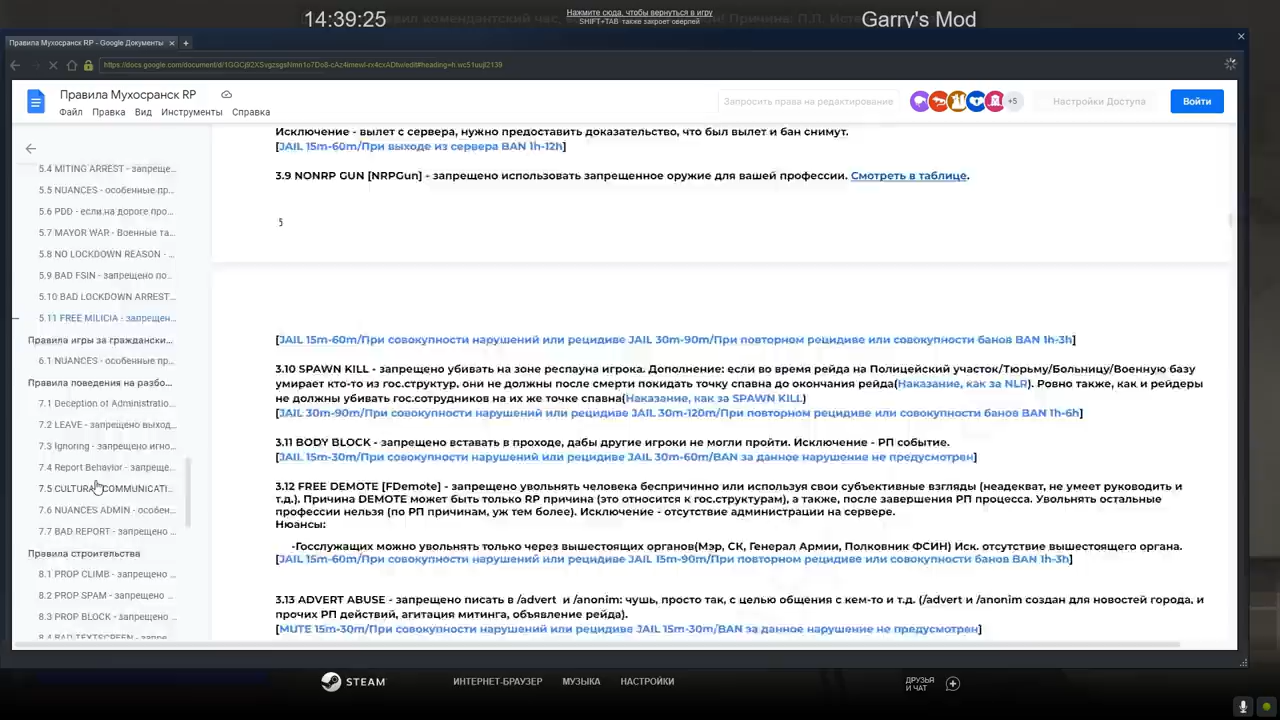 14:39:25
Нажмите сюда, чтобы вернуться в игру
SHIFT+TAB также закроет оверлей
Garry's Mod
Правила Мухосранск RP - Google Документы
Правила Мухосранск RP
Файл Правка Вид Инструменты Справка
Запросить права на редактирование
+5
Настройки Доступа
Войти
5.4 MITING ARREST - запреще...
5.5 NUANCES - особенные пр...
5.6 PDD - если на дороге про...
5.7 MAYOR WAR - Военные та...
5.8 NO LOCKDOWN REASON - ...
5.9 BAD FSIN - запрещено по...
5.10 BAD LOCKDOWN ARREST...
5.11 FREE MILICIA - запрещен...
Правила игры за граждански...
6.1 NUANCES - особенные пр...
Правила поведения на разбо...
7.1 Deception of Administratio...
7.2 LEAVE - запрещено выход...
7.3 Ignoring - запрещено игно...
7.4 Report Behavior - запреще...
7.5 CULTURAL COMMUNICATI...
7.6 NUANCES ADMIN - особен...
7.7 BAD REPORT - запрещено ...
Правила строительства
8.1 PROP CLIMB - запрещено ...
8.2 PROP SPAM - запрещено ...
8.3 PROP BLOCK - запрещено ...
8.4 BAD TEXTSCREEN - запре...
Исключение - вылет с сервера, нужно предоставить доказательство, что был вылет и бан снимут.
[JAIL 15m-60m/При выходе из сервера BAN 1h-12h]
3.9 NONRP GUN [NRPGun] - запрещено использовать запрещенное оружие для вашей профессии. Смотреть в таблице.
5
[JAIL 15m-60m/При совокупности нарушений или рецидиве JAIL 30m-90m/При повторном рецидиве или совокупности банов BAN 1h-3h]
3.10 SPAWN KILL - запрещено убивать на зоне респауна игрока. Дополнение: если во время рейда на Полицейский участок/Тюрьму/Больницу/Военную базу
умирает кто-то из гос.структур, они не должны после смерти покидать точку спавна до окончания рейда(Наказание, как за NLR). Ровно также, как и рейдеры
не должны убивать гос.сотрудников на их же точке спавна(Наказание, как за SPAWN KILL)
[JAIL 30m-90m/При совокупности нарушений или рецидиве JAIL 30m-120m/При повторном рецидиве или совокупности банов BAN 1h-6h]
3.11 BODY BLOCK - запрещено вставать в проходе, дабы другие игроки не могли пройти. Исключение - РП событие.
[JAIL 15m-30m/При совокупности нарушений или рецидиве JAIL 30m-60m/BAN за данное нарушение не предусмотрен]
3.12 FREE DEMOTE [FDemote] - запрещено увольнять человека беспричинно или используя свои субъективные взгляды (неадекват, не умеет руководить и
т.д.). Причина DEMOTE может быть только RP причина (это относится к гос.структурам), а также, после завершения РП процесса. Увольнять остальные
профессии нельзя (по РП причинам, уж тем более). Исключение - отсутствие администрации на сервере.
Нюансы:
-Госслужащих можно увольнять только через вышестоящих органов(Мэр, СК, Генерал Армии, Полковник ФСИН) Иск. отсутствие вышестоящего органа.
[JAIL 15m-60m/При совокупности нарушений или рецидиве JAIL 15m-90m/При повторном рецидиве или совокупности банов BAN 1h-3h]
3.13 ADVERT ABUSE - запрещено писать в /advert и /anonim: чушь, просто так, с целью общения с кем-то и т.д. (/advert и /anonim создан для новостей города, и
прочих РП действий, агитация митинга, объявление рейда).
[MUTE 15m-30m/При совокупности нарушений или рецидиве JAIL 15m-30m/BAN за данное нарушение не предусмотрен]
STEAM
ИНТЕРНЕТ-БРАУЗЕР МУЗЫКА НАСТРОЙКИ
ДРУЗЬЯ
И ЧАТ